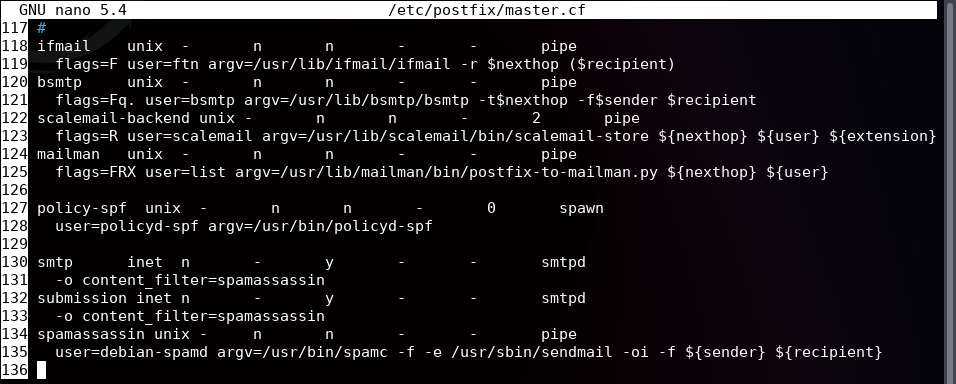 GNU nano 5.4 /etc/postfix/master.cf
117 #
118 ifmail unix - n n - - pipe
119 flags=F user=ftn argv=/usr/lib/ifmail/ifmail -r $nexthop ($recipient)
120 bsmtp unix - n n - - pipe
121 flags=Fq. user=bsmtp argv=/usr/lib/bsmtp/bsmtp -t$nexthop -f$sender $recipient
122 scalemail-backend unix - n n - 2 pipe
123 flags=R user=scalemail argv=/usr/lib/scalemail/bin/scalemail-store ${nexthop} ${user} ${extension}
124 mailman unix - n n - - pipe
125 flags=FRX user=list argv=/usr/lib/mailman/bin/postfix-to-mailman.py ${nexthop} ${user}
126
127 policy-spf unix - n n - 0 spawn
128 user=policyd-spf argv=/usr/bin/policyd-spf
129
130 smtp inet n - y - - smtpd
131 -o content_filter=spamassassin
132 submission inet n - y - - smtpd
133 -o content_filter=spamassassin
134 spamassassin unix - n n - - pipe
135 user=debian-spamd argv=/usr/bin/spamc -f -e /usr/sbin/sendmail -oi -f ${sender} ${recipient}
136